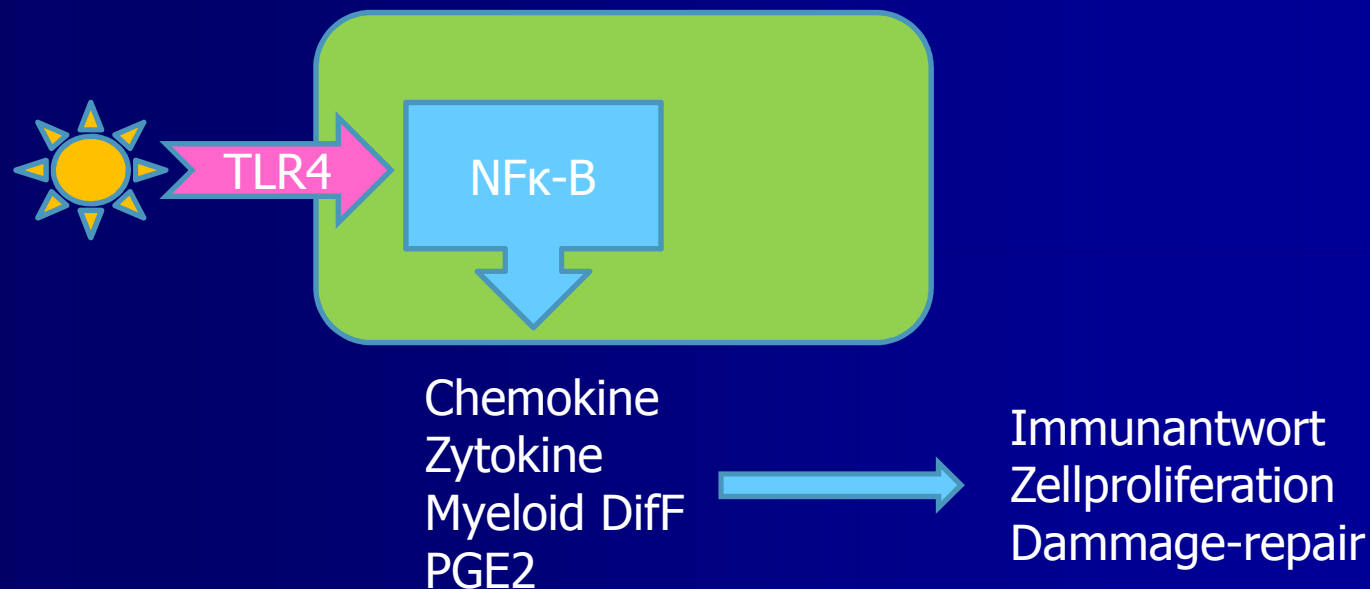 TLR4
NFκ-B
Chemokine
Zytokine
Myeloid DifF
PGE2
Immunantwort
Zellproliferation
Dammage-repair